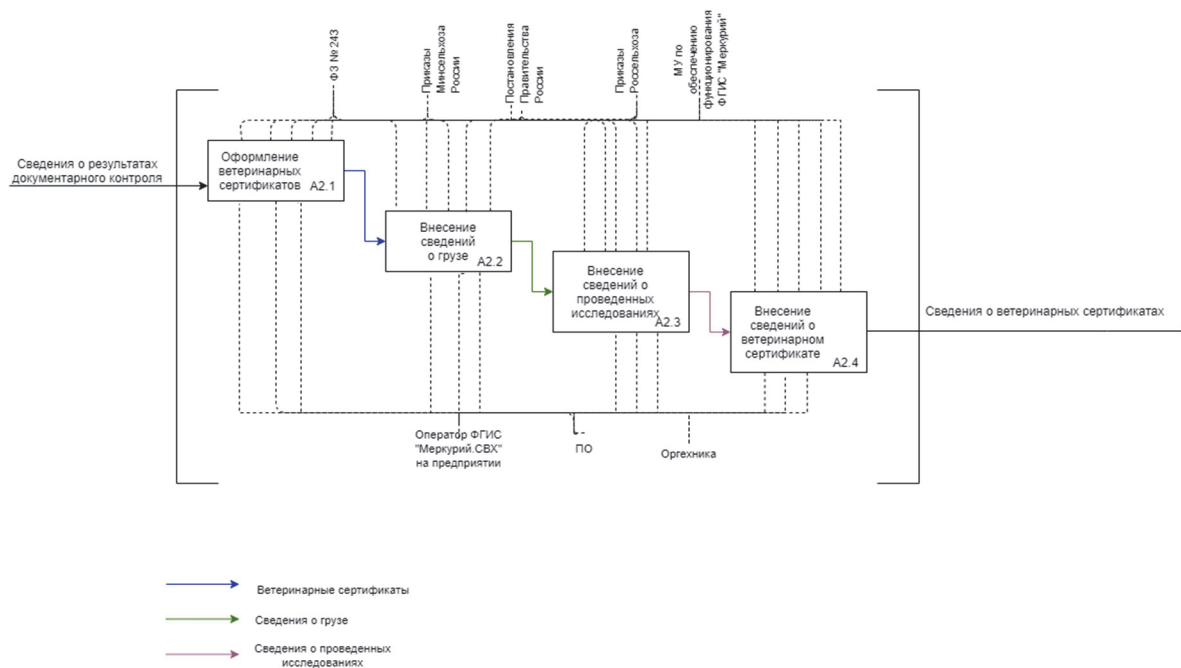 ФЗ №243
Приказы
Минсельхоза
России
Постановления
Правительства
России
Приказы
Россельхоза
МУ по
обеспечению
функционирования
ФГИС "Меркурий"
Сведения о результатах
документарного контроля
Оформление
ветеринарных
сертификатов
А2.1
Внесение
сведений
о грузе
А2.2
Внесение
сведений о
проведенных
исследованиях
А2.3
Внесение
сведений о
ветеринарном
сертификате
А2.4
Сведения о ветеринарных сертификатах
Оператор ФГИС
"Меркурий.СВХ"
на предприятии
ПО
Оргехника
Ветеринарные сертификаты
Сведения о грузе
Сведения о проведенных
исследованиях